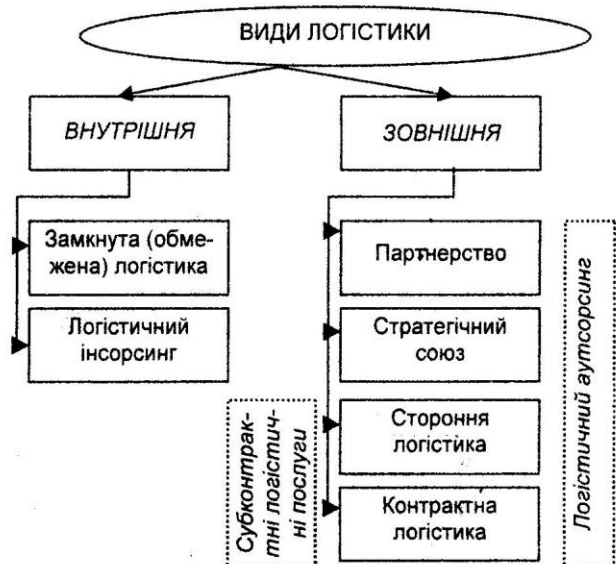 ВИДИ ЛОГІСТИКИ
ВНУТРІШНЯ
ЗОВНІШНЯ
Замкнута (обме-
жена) логістика
Логістичний
інсорсинг
Партнерство
Стратегічний
союз
Стороння
логістика
Контрактна
логістика
Субконтрак-
тні логістич-
ні послуги
Логістичний аутсорсинг